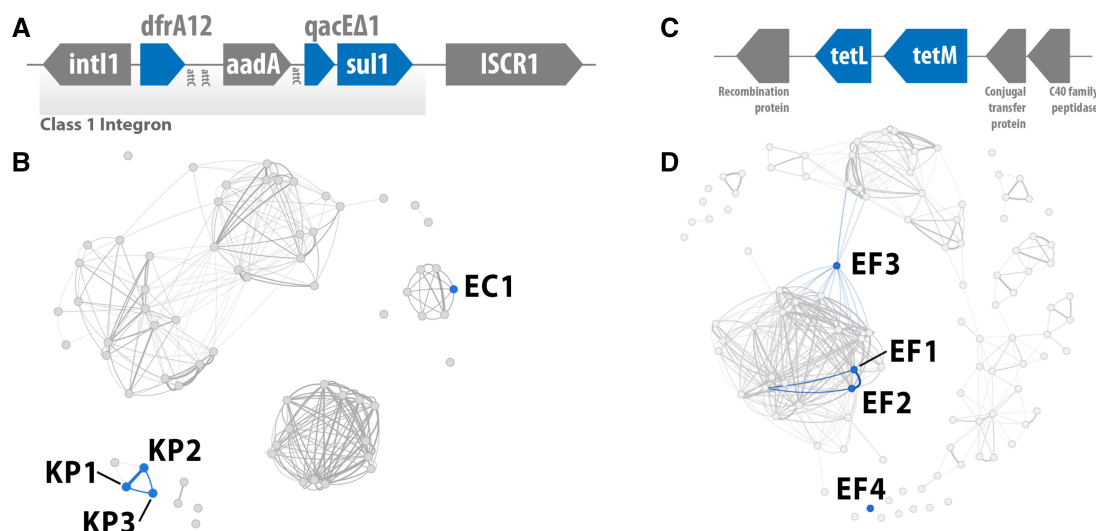 A
dfrA12
qacEΔ1
intI1
attC
attC
aadA
attC
sul1
ISCR1
Class 1 Integron
C
tetL
tetM
Recombination
protein
Conjugal
transfer
protein
C40 family
peptidase
B
EC1
KP1
KP2
KP3
D
EF3
EF1
EF2
EF4